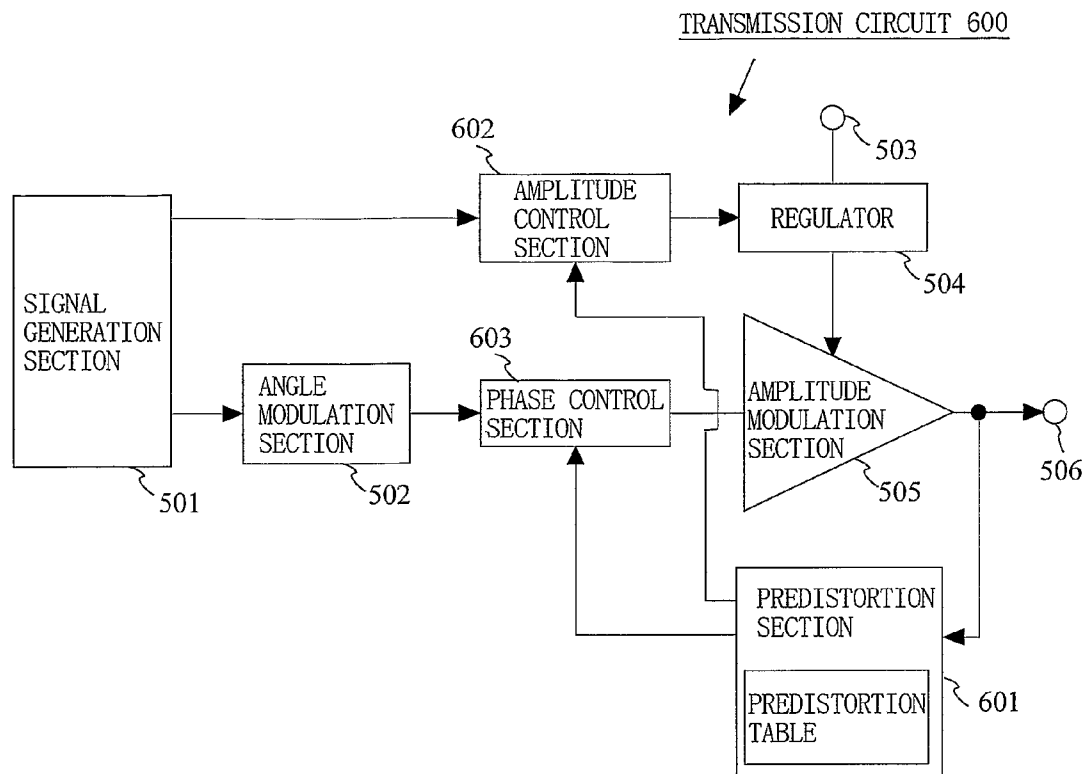 TRANSMISSION CIRCUIT 600
503
602
AMPLITUDE
CONTROL
SECTION
REGULATOR
504
SIGNAL
GENERATION
SECTION
501
ANGLE
MODULATION
SECTION
502
603
PHASE CONTROL
SECTION
AMPLITUDE
MODULATION
SECTION
505
506
PREDISTORTION
SECTION
PREDISTORTION
TABLE
601